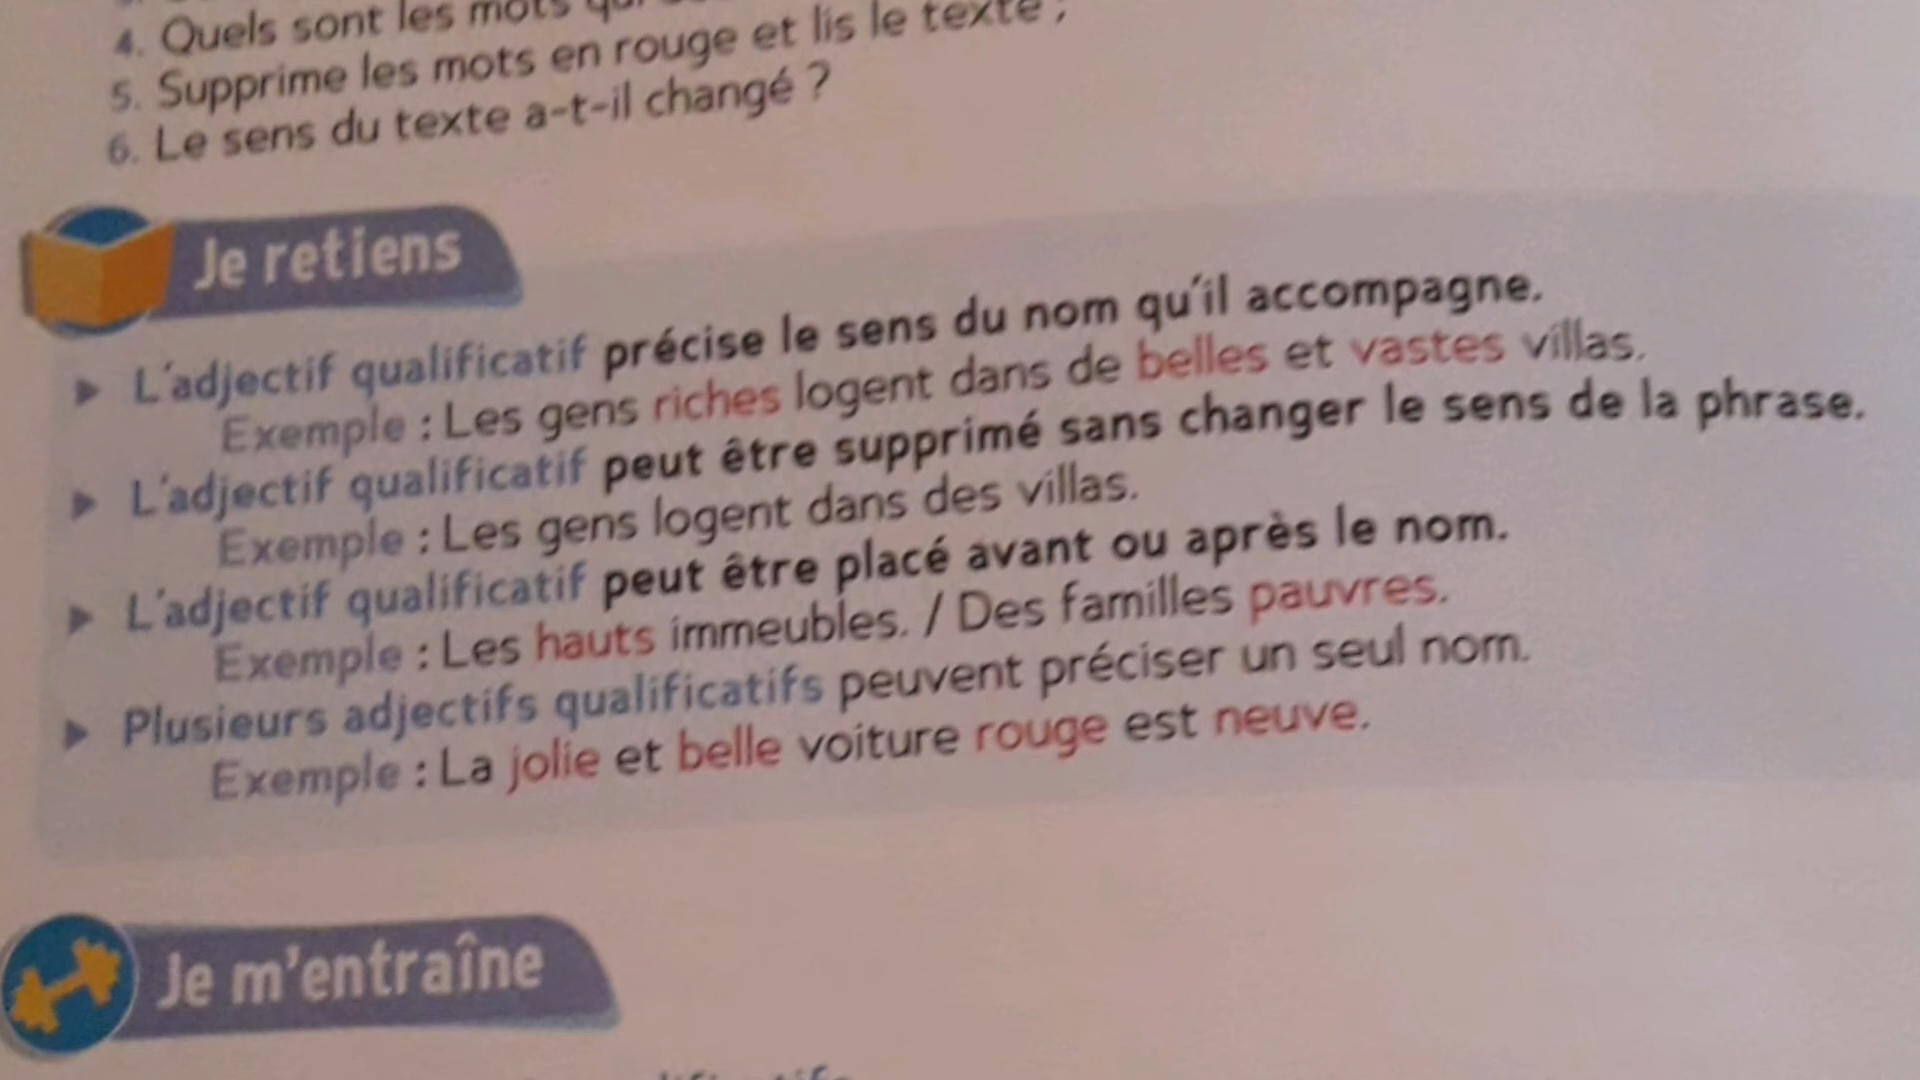 4. Quels sont les mots
5. Supprime les mots en rouge et lis le texte ;
6. Le sens du texte a-t-il changé ?
Je retiens
▶ L'adjectif qualificatif précise le sens du nom qu'il accompagne.
Exemple : Les gens riches logent dans de belles et vastes villas.
▶ L'adjectif qualificatif peut être supprimé sans changer le sens de la phrase.
Exemple : Les gens logent dans des villas.
▶ L'adjectif qualificatif peut être placé avant ou après le nom.
Exemple : Les hauts immeubles. / Des familles pauvres.
▶ Plusieurs adjectifs qualificatifs peuvent préciser un seul nom.
Exemple : La jolie et belle voiture rouge est neuve.
Je m'entraîne